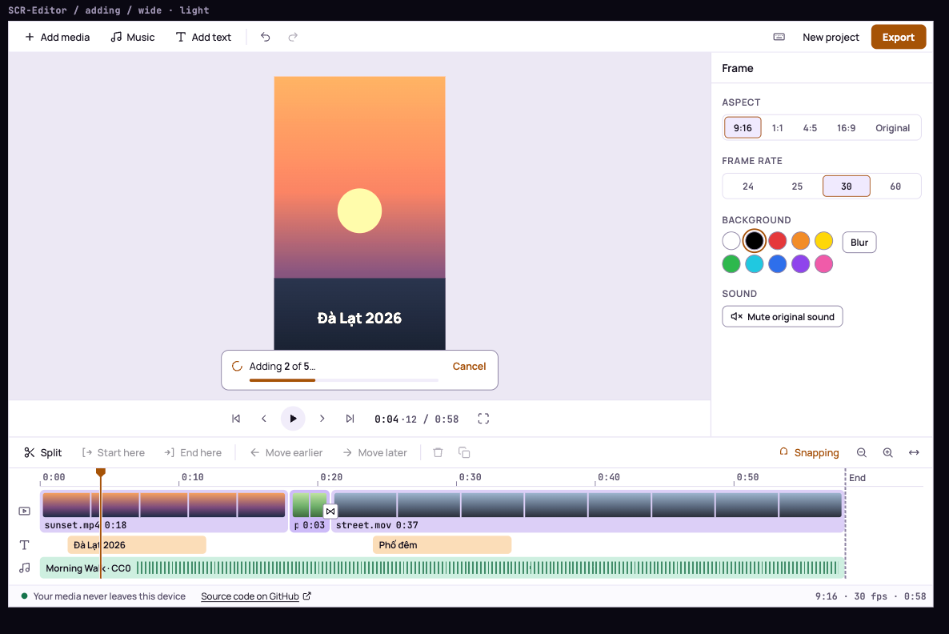 SCR-Editor / adding / wide · light
Add media
Music
Add text
New project
Export
Frame
ASPECT
9:16
1:1
4:5
16:9
Original
FRAME RATE
24
25
30
60
BACKGROUND
Blur
SOUND
Mute original sound
Đà Lạt 2026
Adding 2 of 5…
Cancel
0:04·12 / 0:58
Split
Start here
End here
Move earlier
Move later
Snapping
0:00
0:10
0:20
0:30
0:40
0:50
End
sunset.mp4 0:18
p 0:03
street.mov 0:37
Đà Lạt 2026
Phố đêm
Morning Walk · CC0
Your media never leaves this device
Source code on GitHub
9:16 · 30 fps · 0:58